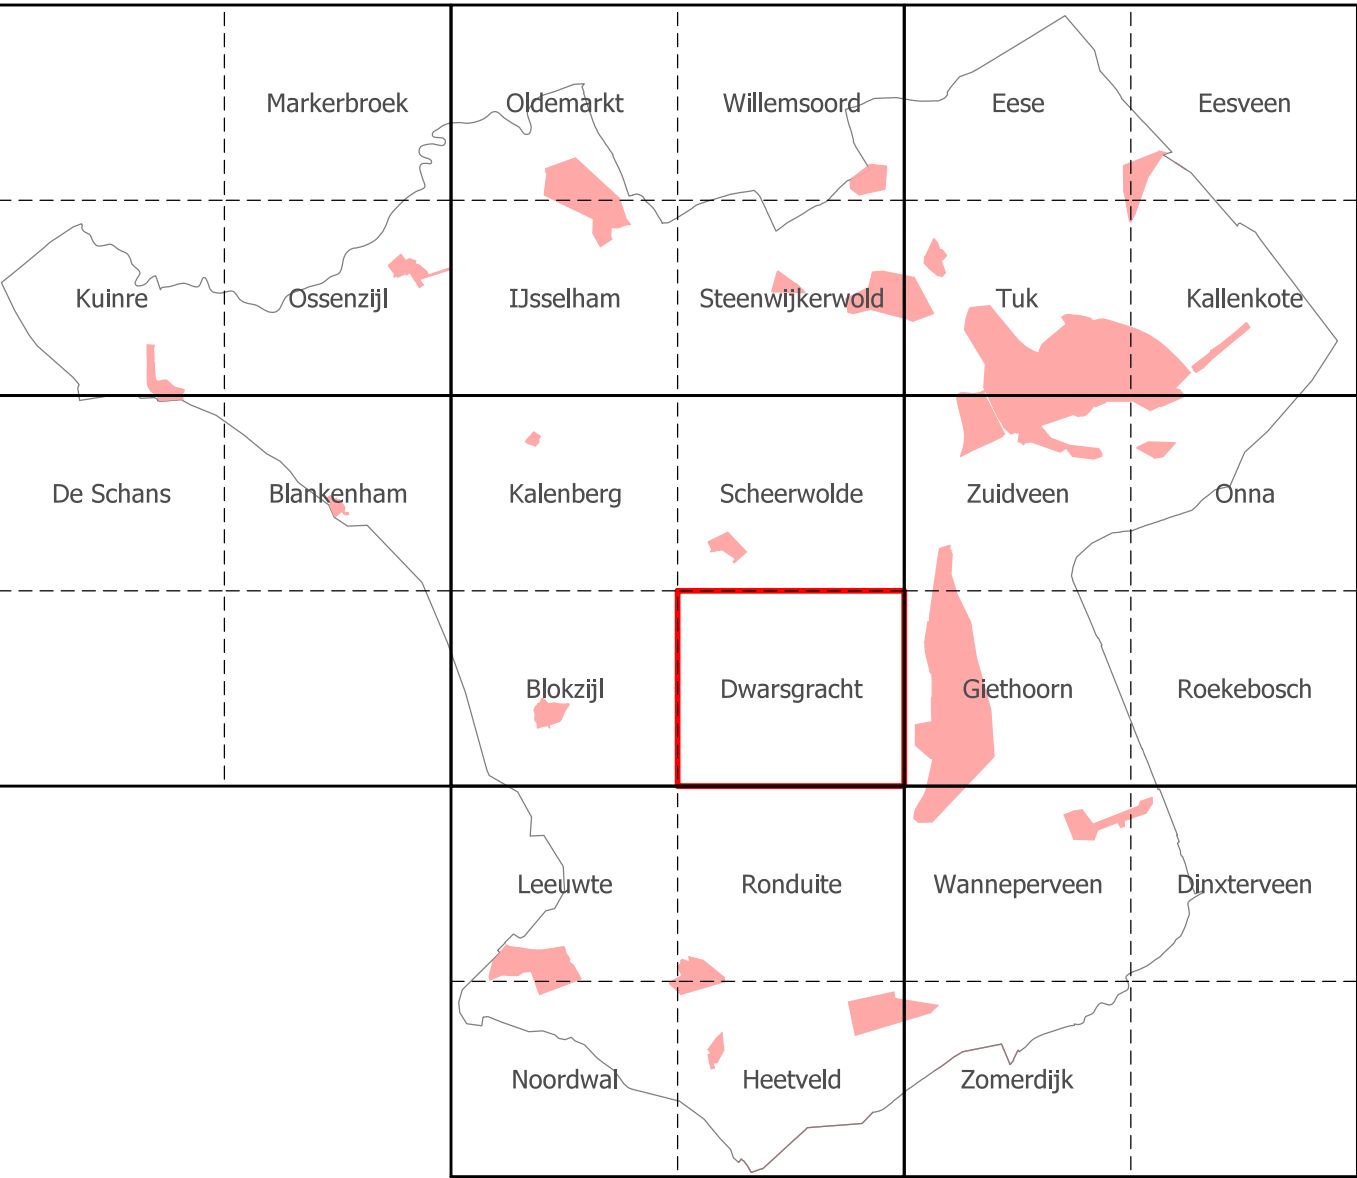 Markerbroek Oldemarkt Willemsoord Eese Eesveen
Kuinre Ossenzijl IJsselham Steenwijkerwold Tuk Kallenkote
De Schans Blankenham Kalenberg Scheerwolde Zuidveen Onna
Blokzijl Dwarsgracht Giethoorn Roekebosch
Leeuwte Ronduite Wanneperveen Dinxterveen
Noordwal Heetveld Zomerdijk